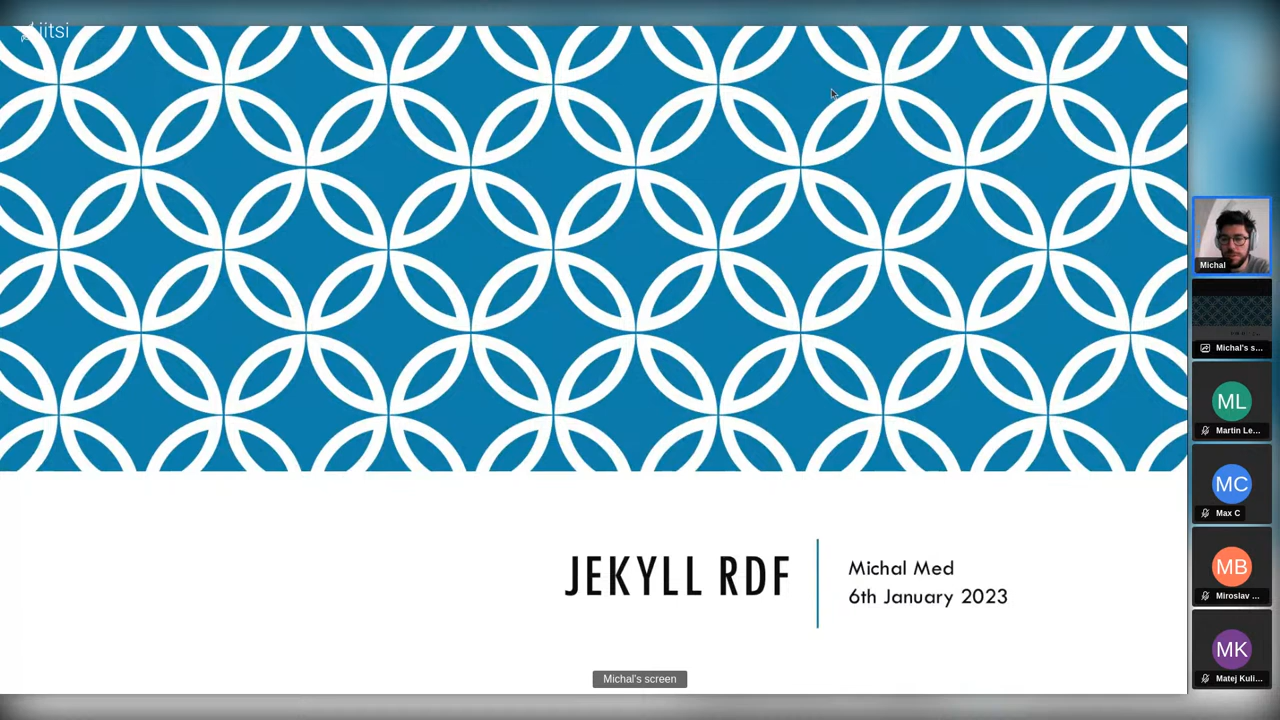 jitsi
JEKYLL RDF
Michal Med
6th January 2023
Michal's screen
Michal
Michal's s...
ML
Martin Le...
MC
Max C
MB
Miroslav ...
MK
Matej Kuli...